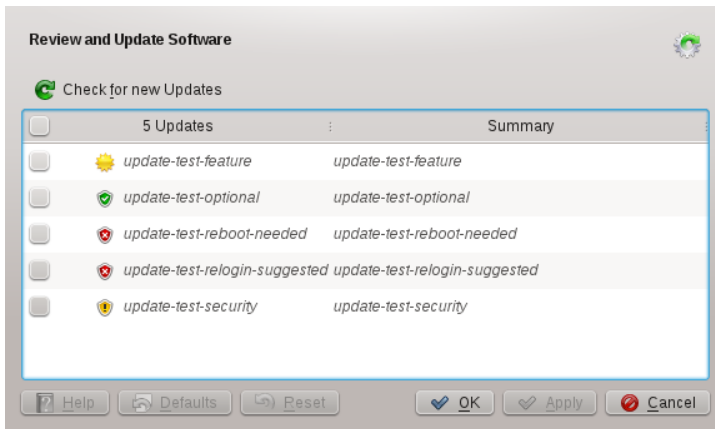 Review and Update Software
Check for new Updates
5 Updates Summary
update-test-feature update-test-feature
update-test-optional update-test-optional
update-test-reboot-needed update-test-reboot-needed
update-test-relogin-suggested update-test-relogin-suggested
update-test-security update-test-security
Help Defaults Reset OK Apply Cancel